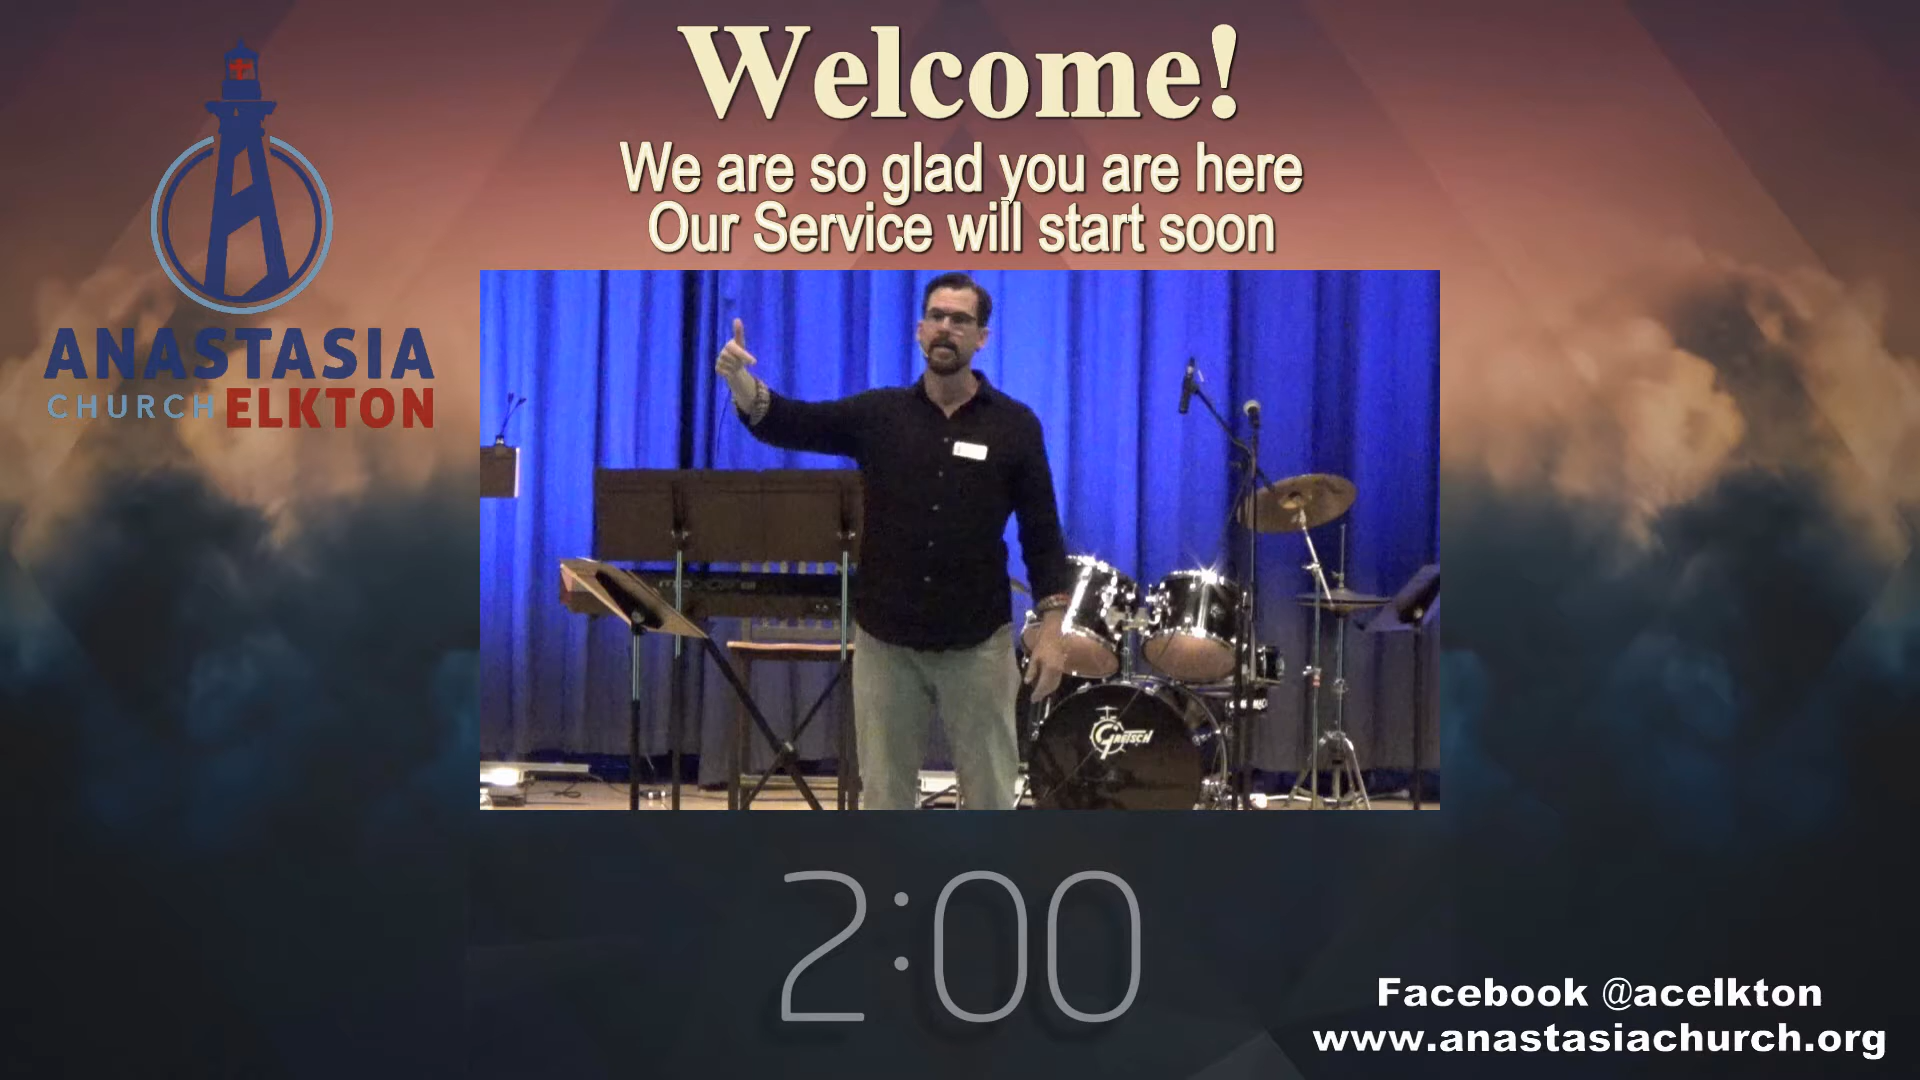 Welcome!
We are so glad you are here
Our Service will start soon
ANASTASIA
CHURCH ELKTON
GRETSCH
2:00
Facebook @acelkton
www.anastasiachurch.org